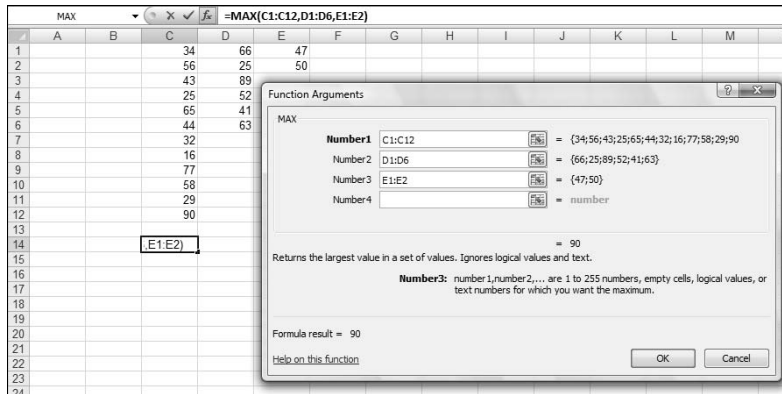 MAX fx =MAX(C1:C12,D1:D6,E1:E2)
A B C D E F G H I J K L M
1 34 66 47
2 56 25 50
3 43 89
4 25 52
5 65 41
6 44 63
7 32
8 16
9 77
10 58
11 29
12 90
13
14 ,E1:E2)
15
16
17
18
19
20
21
22
23
24
Function Arguments
MAX
Number1 C1:C12 = {34;56;43;25;65;44;32;16;77;58;29;90
Number2 D1:D6 = {66;25;89;52;41;63}
Number3 E1:E2 = {47;50}
Number4 = number
= 90
Returns the largest value in a set of values. Ignores logical values and text.
Number3: number1,number2,... are 1 to 255 numbers, empty cells, logical values, or
text numbers for which you want the maximum.
Formula result = 90
Help on this function OK Cancel